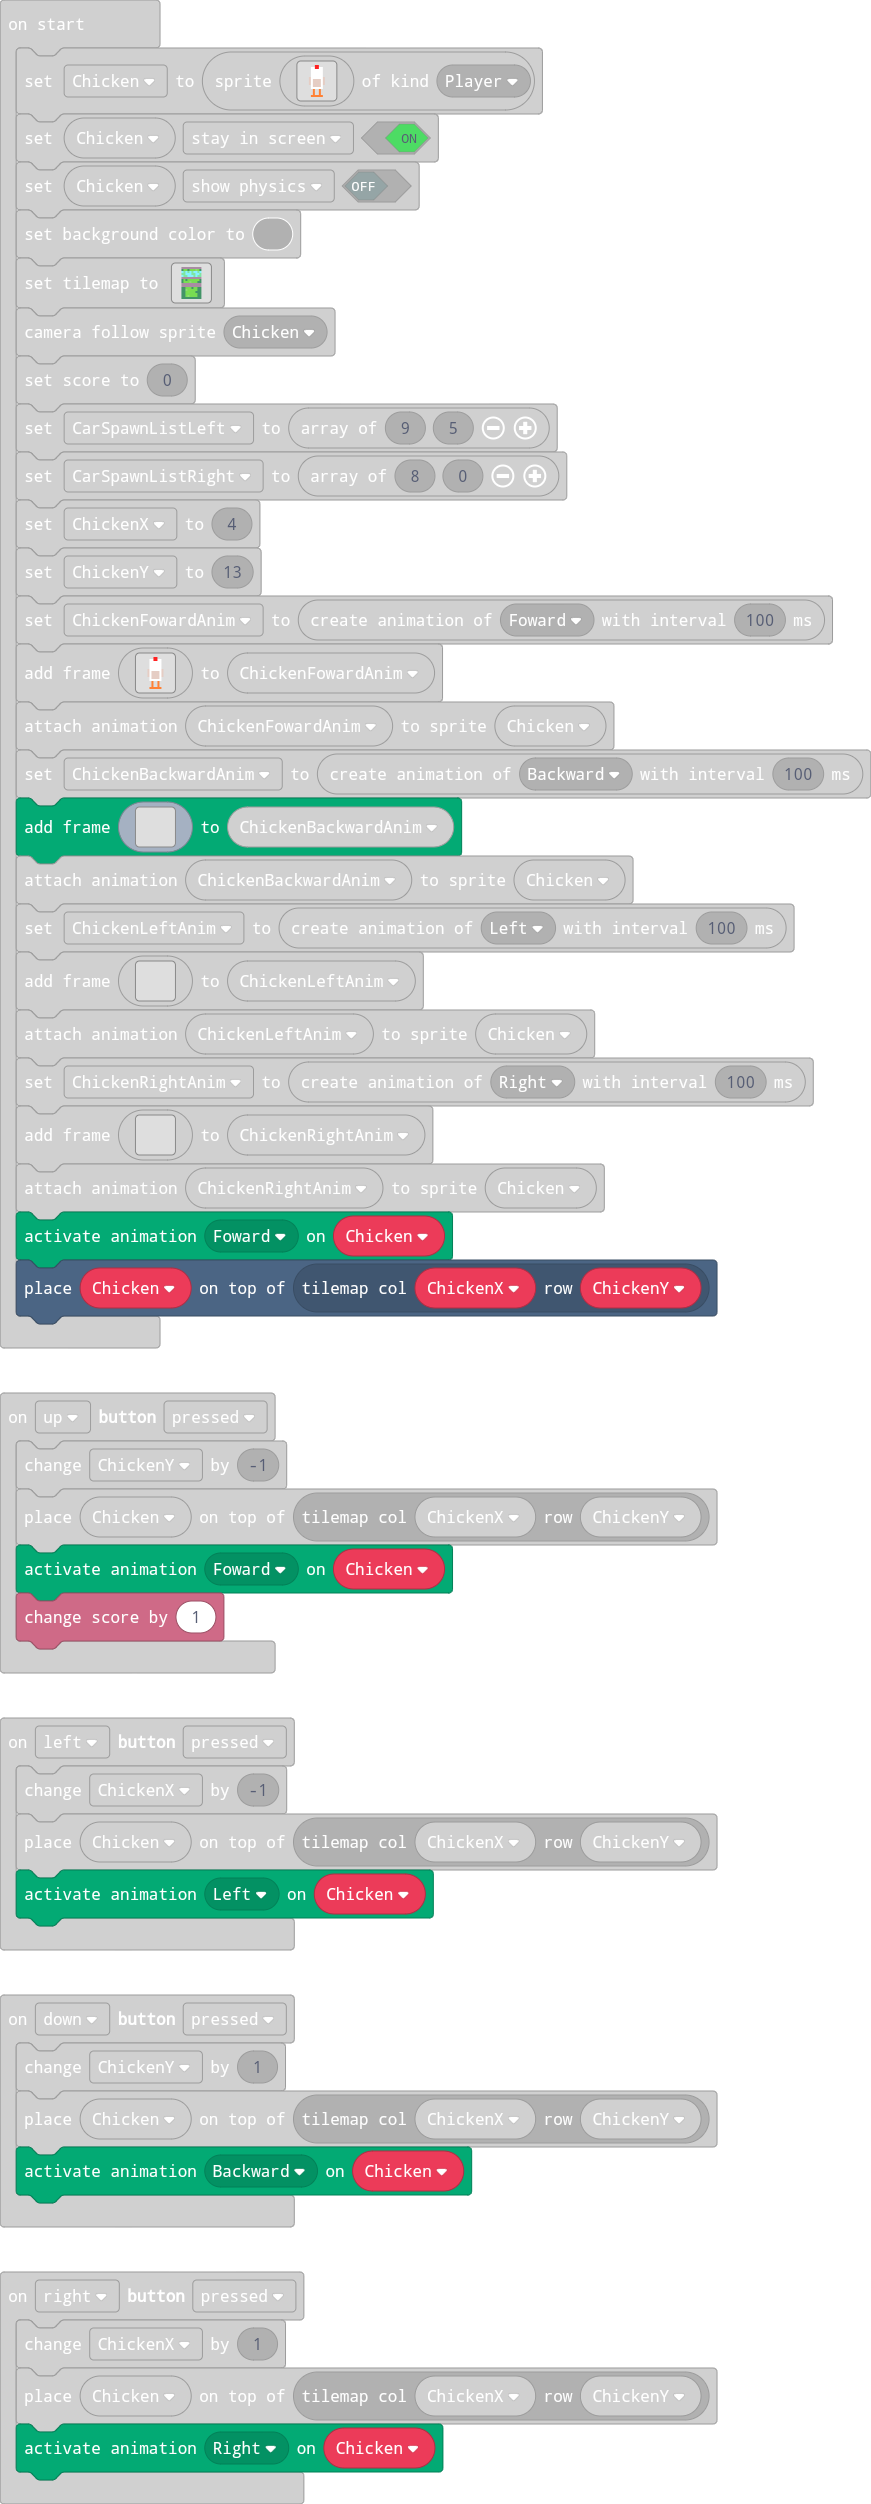 on start
set Chicken to sprite of kind Player
set Chicken stay in screen ON
set Chicken show physics OFF
set background color to
set tilemap to
camera follow sprite Chicken
set score to 0
set CarSpawnListLeft to array of 9 5
set CarSpawnListRight to array of 8 0
set ChickenX to 4
set ChickenY to 13
set ChickenFowardAnim to create animation of Foward with interval 100 ms
add frame to ChickenFowardAnim
attach animation ChickenFowardAnim to sprite Chicken
set ChickenBackwardAnim to create animation of Backward with interval 100 ms
add frame to ChickenBackwardAnim
attach animation ChickenBackwardAnim to sprite Chicken
set ChickenLeftAnim to create animation of Left with interval 100 ms
add frame to ChickenLeftAnim
attach animation ChickenLeftAnim to sprite Chicken
set ChickenRightAnim to create animation of Right with interval 100 ms
add frame to ChickenRightAnim
attach animation ChickenRightAnim to sprite Chicken
activate animation Foward on Chicken
place Chicken on top of tilemap col ChickenX row ChickenY
on up button pressed
change ChickenY by -1
place Chicken on top of tilemap col ChickenX row ChickenY
activate animation Foward on Chicken
change score by 1
on left button pressed
change ChickenX by -1
place Chicken on top of tilemap col ChickenX row ChickenY
activate animation Left on Chicken
on down button pressed
change ChickenY by 1
place Chicken on top of tilemap col ChickenX row ChickenY
activate animation Backward on Chicken
on right button pressed
change ChickenX by 1
place Chicken on top of tilemap col ChickenX row ChickenY
activate animation Right on Chicken